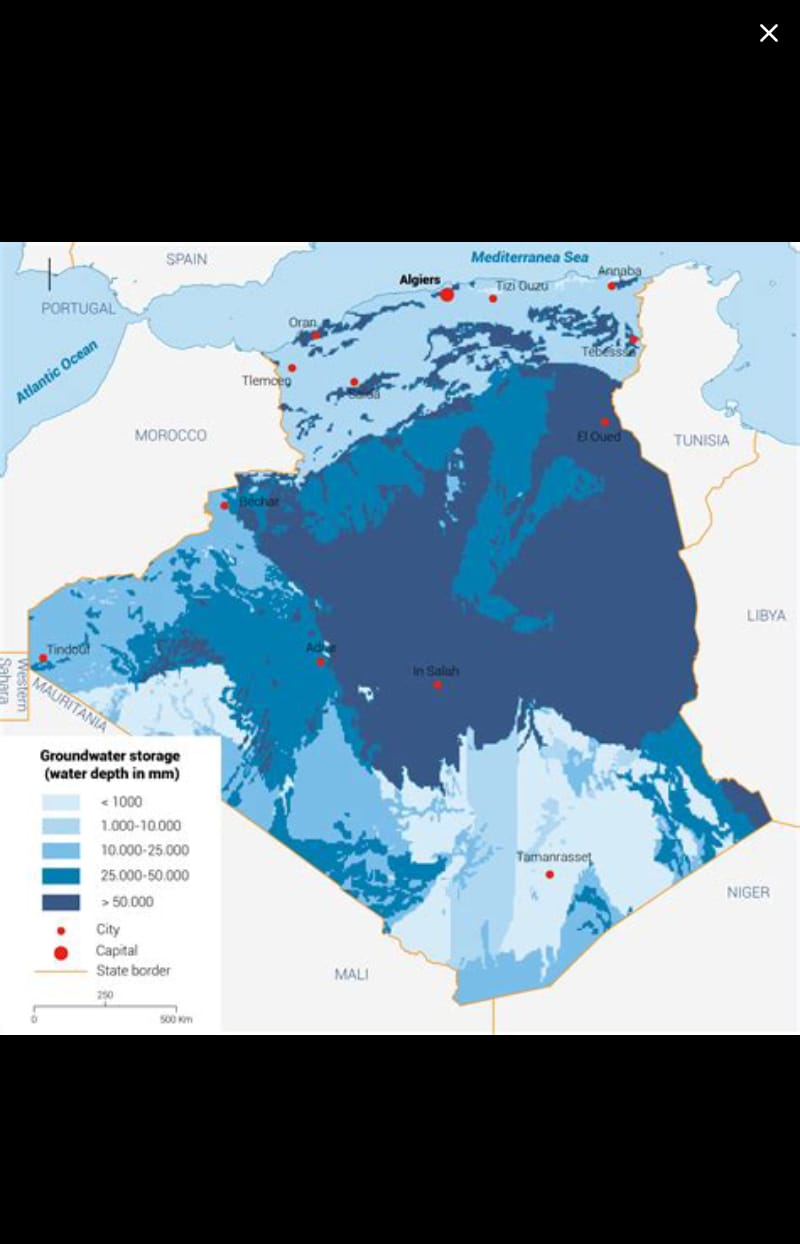 SPAIN
Mediterranea Sea
Annaba
Algiers
Tizi Ouzu
PORTUGAL
Oran
Atlantic Ocean
Tebessa
Tlemcen
Saida
MOROCCO
El Oued
TUNISIA
Bechar
LIBYA
Tindouf
Adrar
In Salah
Western
Sahara
MAURITANIA
Groundwater storage
(water depth in mm)
< 1000
1.000-10.000
10.000-25.000
25.000-50.000
> 50.000
City
Capital
State border
250
0 500 Km
Tamanrasset
NIGER
MALI